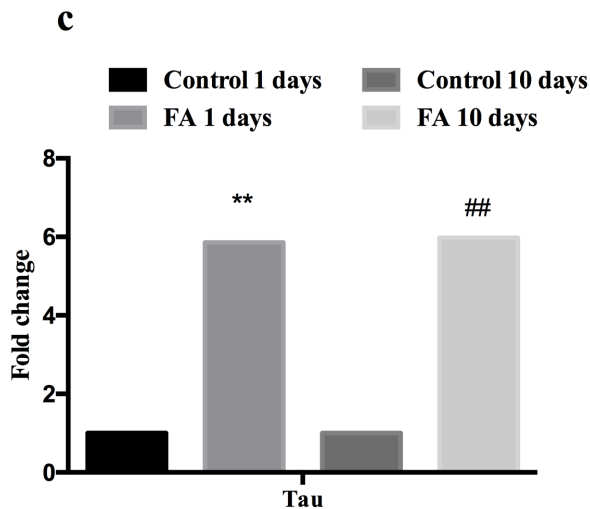 c
Control 1 days
Control 10 days
FA 1 days
FA 10 days
8
6
4
2
0
Fold change
**
##
Tau